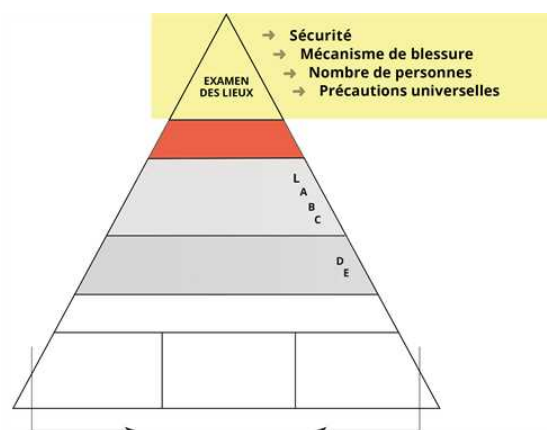 Sécurité
Mécanisme de blessure
Nombre de personnes
Précautions universelles
EXAMEN
DES LIEUX
L
A
B
C
D
E